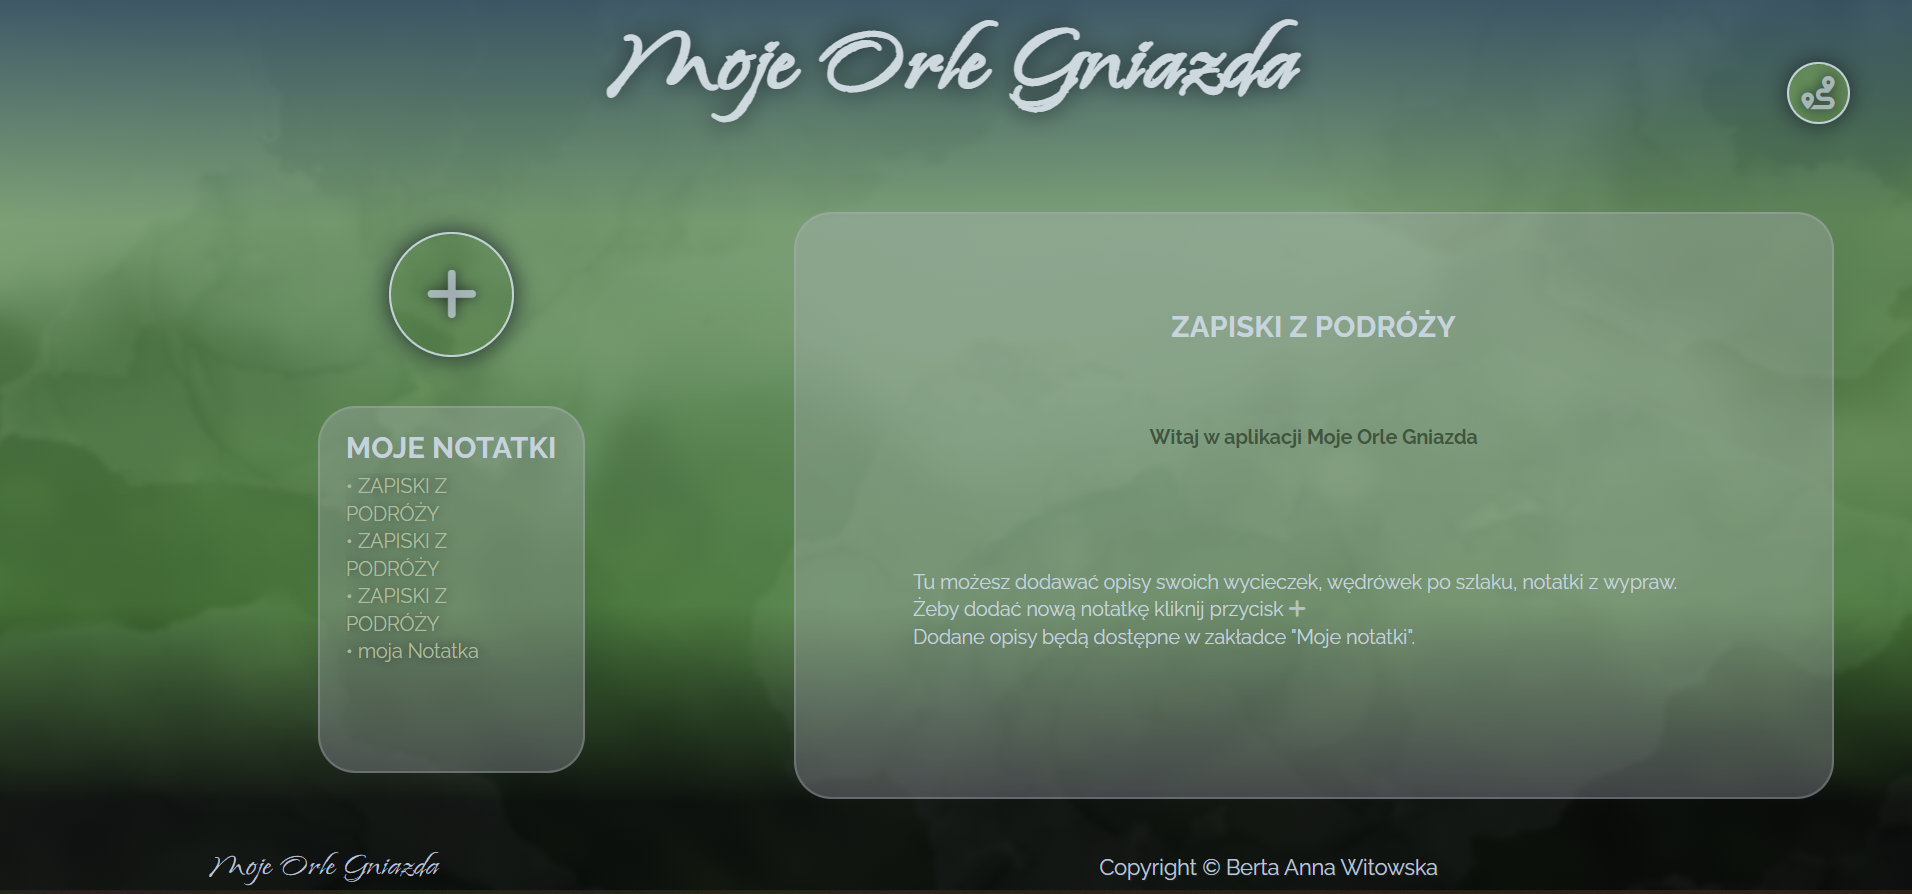 Moje Orle Gniazda
MOJE NOTATKI
• ZAPISKI Z
PODRÓŻY
• ZAPISKI Z
PODRÓŻY
• ZAPISKI Z
PODRÓŻY
• moja Notatka
ZAPISKI Z PODRÓŻY
Witaj w aplikacji Moje Orle Gniazda
Tu możesz dodawać opisy swoich wycieczek, wędrówek po szlaku, notatki z wypraw.
Żeby dodać nową notatkę kliknij przycisk +
Dodane opisy będą dostępne w zakładce "Moje notatki".
Moje Orle Gniazda
Copyright © Berta Anna Witowska